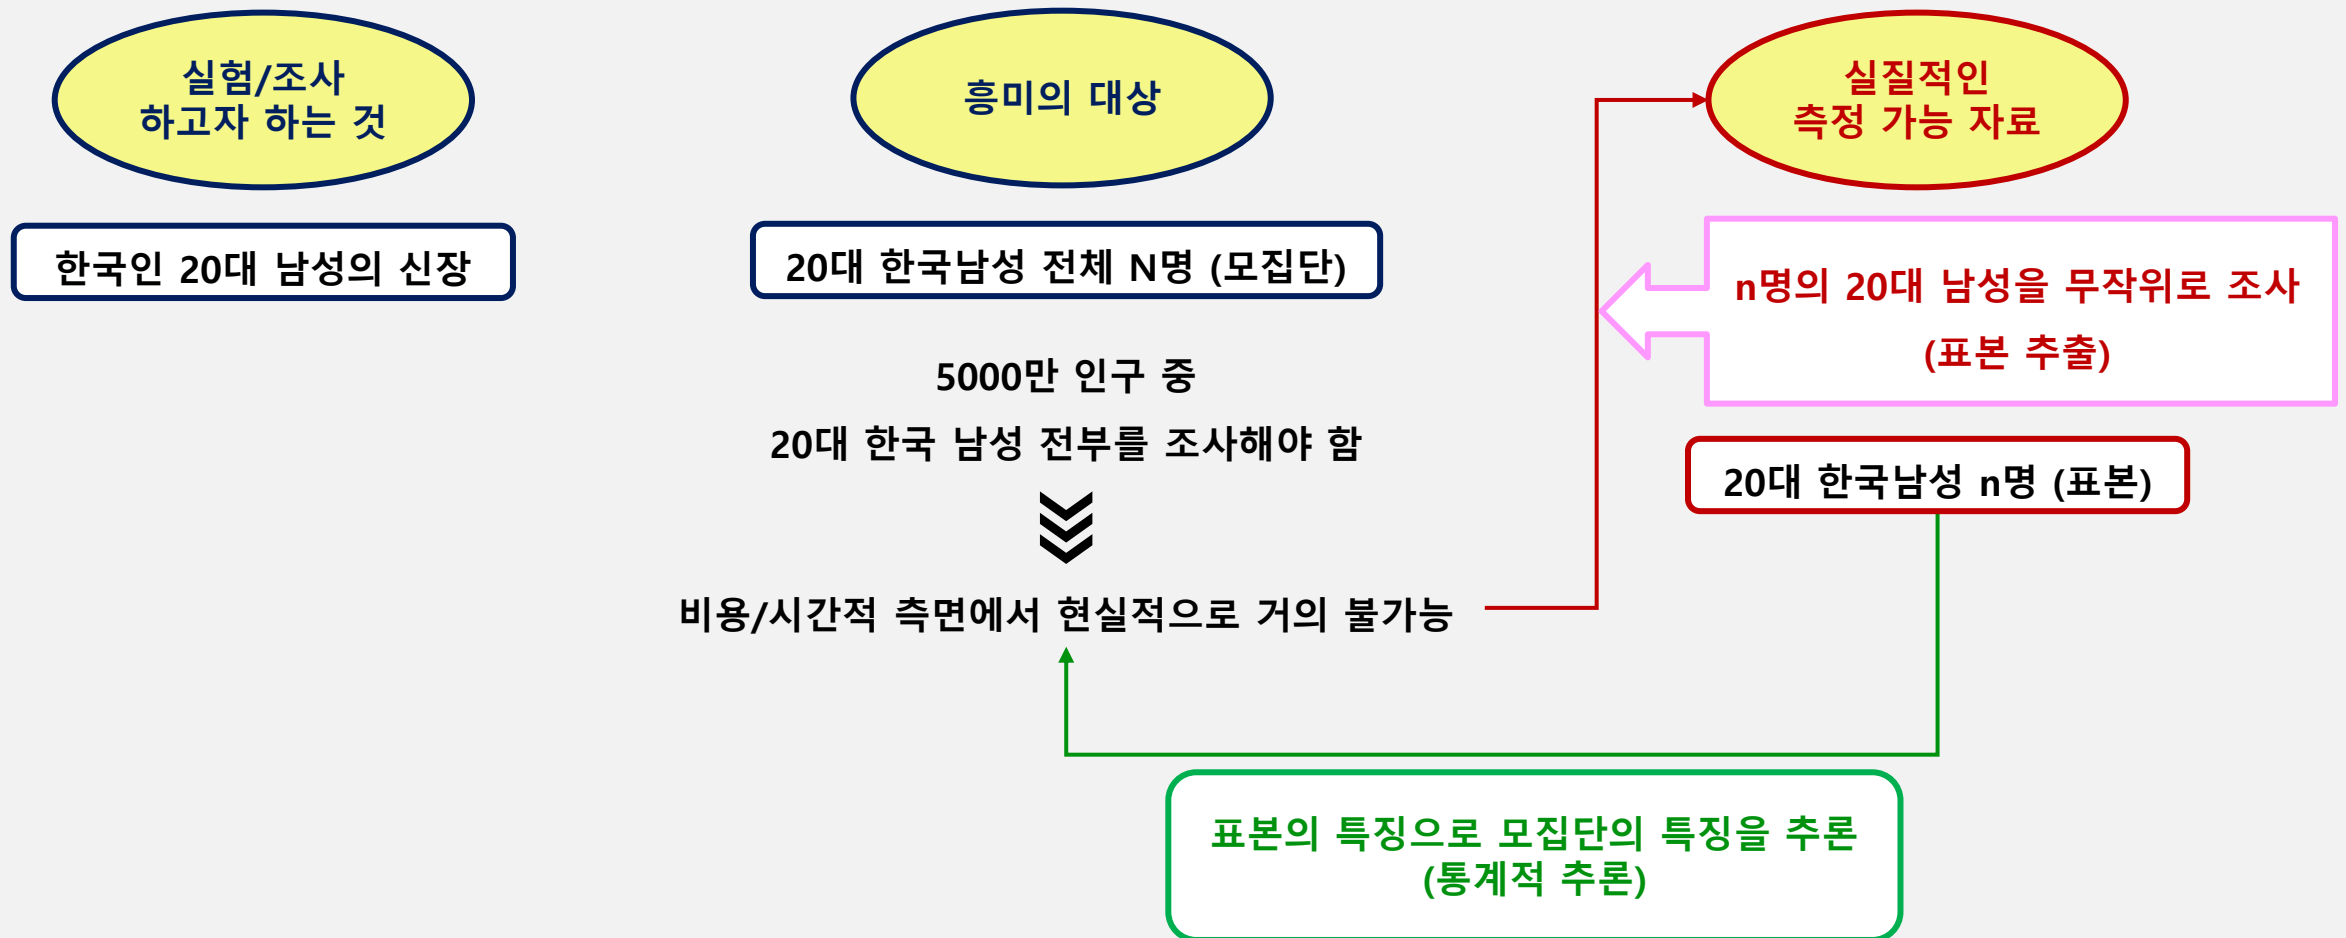 실험/조사
하고자 하는 것
한국인 20대 남성의 신장
흥미의 대상
20대 한국남성 전체 N명 (모집단)
5000만 인구 중
20대 한국 남성 전부를 조사해야 함
비용/시간적 측면에서 현실적으로 거의 불가능
실질적인
측정 가능 자료
n명의 20대 남성을 무작위로 조사
(표본 추출)
20대 한국남성 n명 (표본)
표본의 특징으로 모집단의 특징을 추론
(통계적 추론)